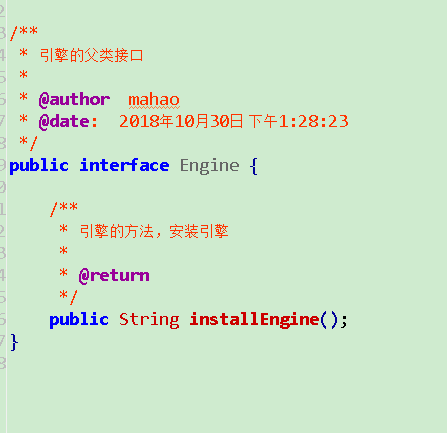 /**
 * 引擎的父类接口
 *
 * @author  mahao
 * @date:  2018年10月30日 下午1:28:23
 */
public interface Engine {
    /**
     * 引擎的方法，安装引擎
     *
     * @return
     */
    public String installEngine();
}